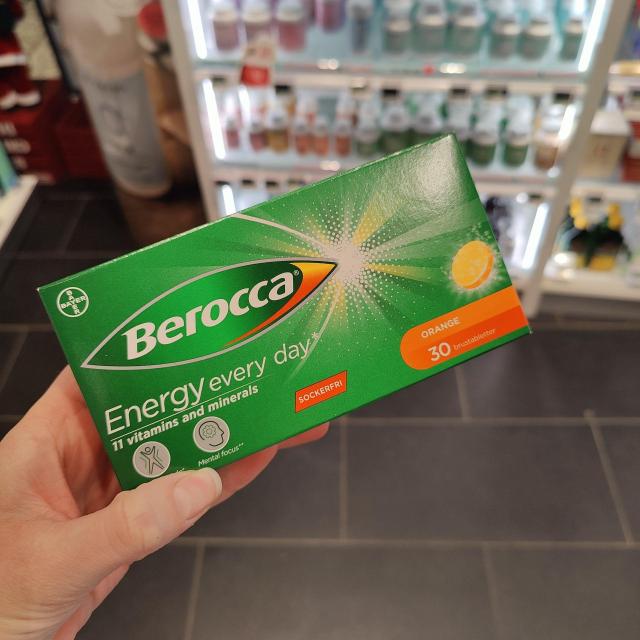 BAYER
Berocca®
Energy every day*
11 vitamins and minerals
Mental focus**
SOCKERFRI
ORANGE
30 brustabletter